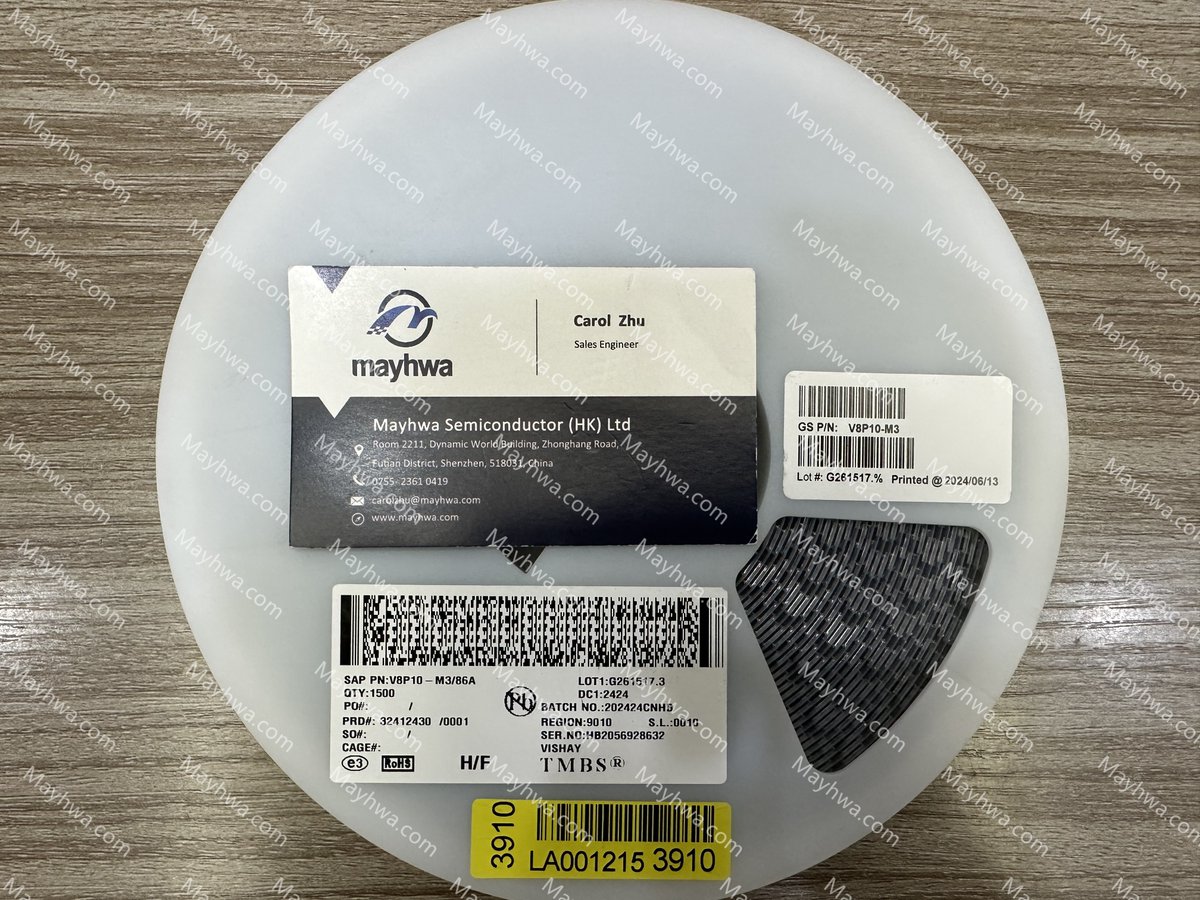 mayhwa
Carol Zhu
Sales Engineer
Mayhwa Semiconductor (HK) Ltd
Room 2211, Dynamic World Building, Zhonghang Road,
Futian District, Shenzhen, 518031, China
0755- 2361 0419
carolzhu@mayhwa.com
www.mayhwa.com
GS P/N: V8P10-M3
Lot #: G261517.% Printed @ 2024/06/13
SAP PN:V8P10 - M3/86A
QTY:1500
PO#: /
PRD#: 32412430 /0001
SO#: /
CAGE#:
e3 RoHS H/F
Pb
LOT1:G261517.3
DC1:2424
BATCH NO.:202424CNH6
REGION:9010 S.L.:0010
SER.NO:HB2056928632
VISHAY
TMBS®
3910
LA001215 3910
Mayhwa.com